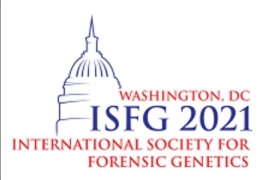 WASHINGTON, DC
ISFG 2021
INTERNATIONAL SOCIETY FOR
FORENSIC GENETICS